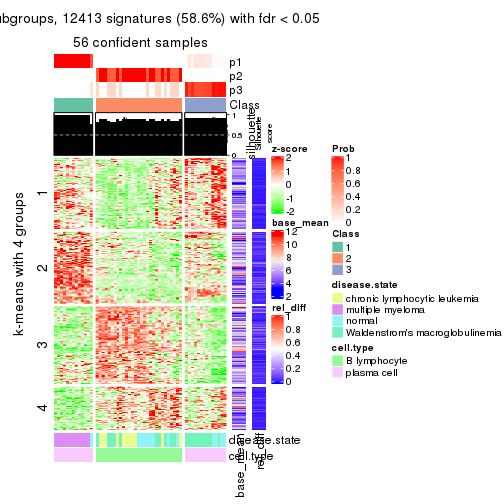 ubgroups, 12413 signatures (58.6%) with fdr < 0.05
56 confident samples
p1
p2
p3
Class
1
0.5
0
silhouette
Silhouette
score
k-means with 4 groups
1
2
3
4
z-score
2
1
0
-1
-2
base_mean
12
10
8
6
4
2
rel_diff
1
0.8
0.6
0.4
0.2
0
Prob
1
0.8
0.6
0.4
0.2
0
Class
1
2
3
disease.state
chronic lymphocytic leukemia
multiple myeloma
normal
Waldenstrom's macroglobulinemia
cell.type
B lymphocyte
plasma cell
disease.state
cell.type
base_mean
rel_diff